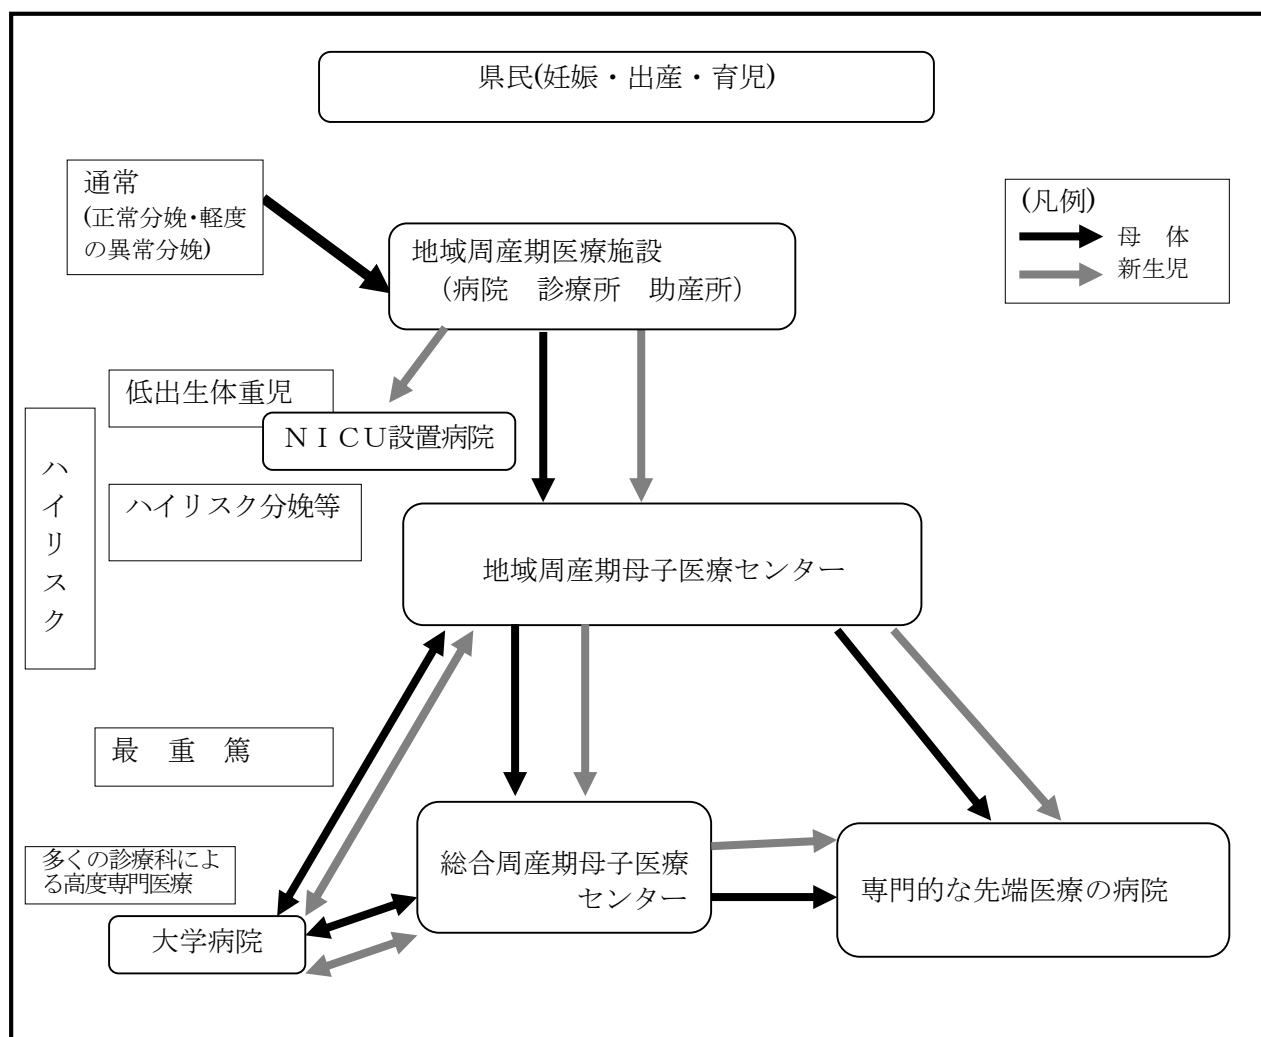 県民(妊娠・出産・育児)
通常
(正常分娩・軽度
の異常分娩)
(凡例)
母　体
新生児
地域周産期医療施設
（病院　診療所　助産所）
低出生体重児
ＮＩＣＵ設置病院
ハイリスク
ハイリスク分娩等
地域周産期母子医療センター
最　重　篤
多くの診療科によ
る高度専門医療
大学病院
総合周産期母子医療
センター
専門的な先端医療の病院